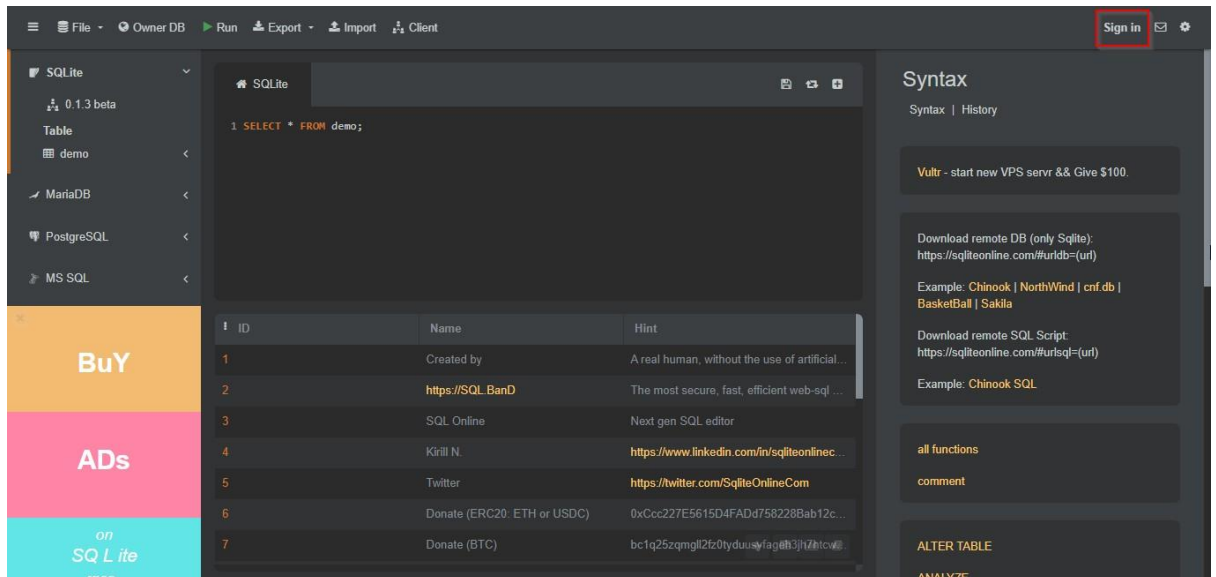 File Owner DB Run Export Import Client Sign in
SQLite
0.1.3 beta
Table
demo
MariaDB
PostgreSQL
MS SQL
BuY
ADs
on
SQ L ite
SQLite
1 SELECT * FROM demo;
ID Name Hint
1 Created by A real human, without the use of artificial...
2 https://SQL.BanD The most secure, fast, efficient web-sql ...
3 SQL Online Next gen SQL editor
4 Kirill N. https://www.linkedin.com/in/sqliteonlinec...
5 Twitter https://twitter.com/SqliteOnlineCom
6 Donate (ERC20: ETH or USDC) 0xCcc227E5615D4FADd758228Bab12c...
7 Donate (BTC)
Syntax
Syntax | History
Vultr - start new VPS servr && Give $100.
Download remote DB (only Sqlite):
https://sqliteonline.com/#urldb=(url)
Example: Chinook | NorthWind | cnf.db |
BasketBall | Sakila
Download remote SQL Script:
https://sqliteonline.com/#urlsql=(url)
Example: Chinook SQL
all functions
comment
ALTER TABLE
ANALYZE